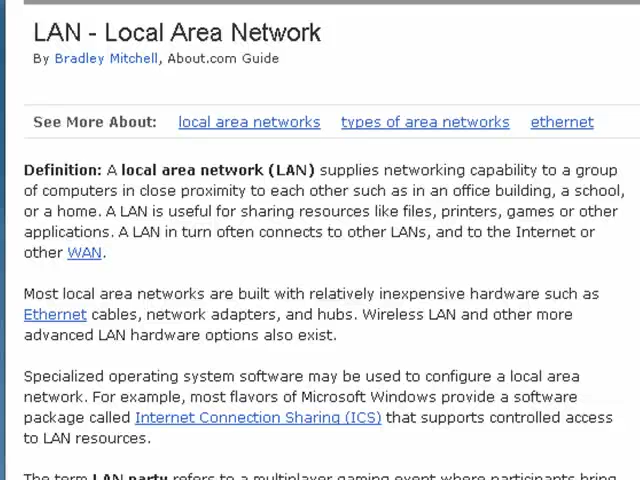 LAN - Local Area Network
By Bradley Mitchell, About.com Guide
See More About: local area networks types of area networks ethernet
Definition: A local area network (LAN) supplies networking capability to a group
of computers in close proximity to each other such as in an office building, a school,
or a home. A LAN is useful for sharing resources like files, printers, games or other
applications. A LAN in turn often connects to other LANs, and to the Internet or
other WAN.
Most local area networks are built with relatively inexpensive hardware such as
Ethernet cables, network adapters, and hubs. Wireless LAN and other more
advanced LAN hardware options also exist.
Specialized operating system software may be used to configure a local area
network. For example, most flavors of Microsoft Windows provide a software
package called Internet Connection Sharing (ICS) that supports controlled access
to LAN resources.
The term LAN party refers to a multiplayer gaming event where participants bring